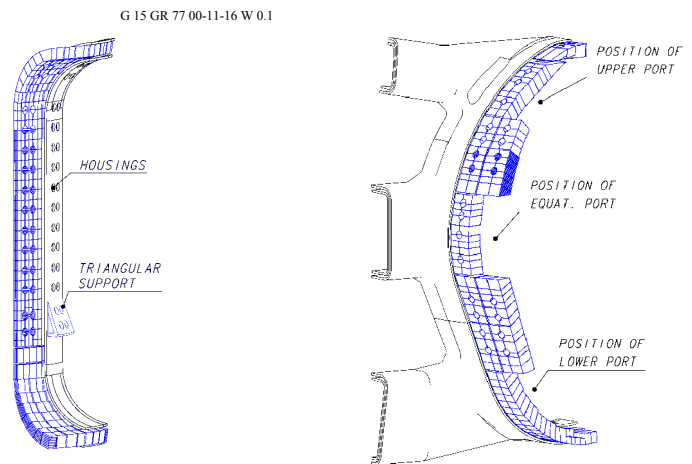 G 15 GR 77 00-11-16 W 0.1
POSITION OF
UPPER PORT
HOUSINGS
POSITION OF
EQUAT. PORT
TRIANGULAR
SUPPORT
POSITION OF
LOWER PORT